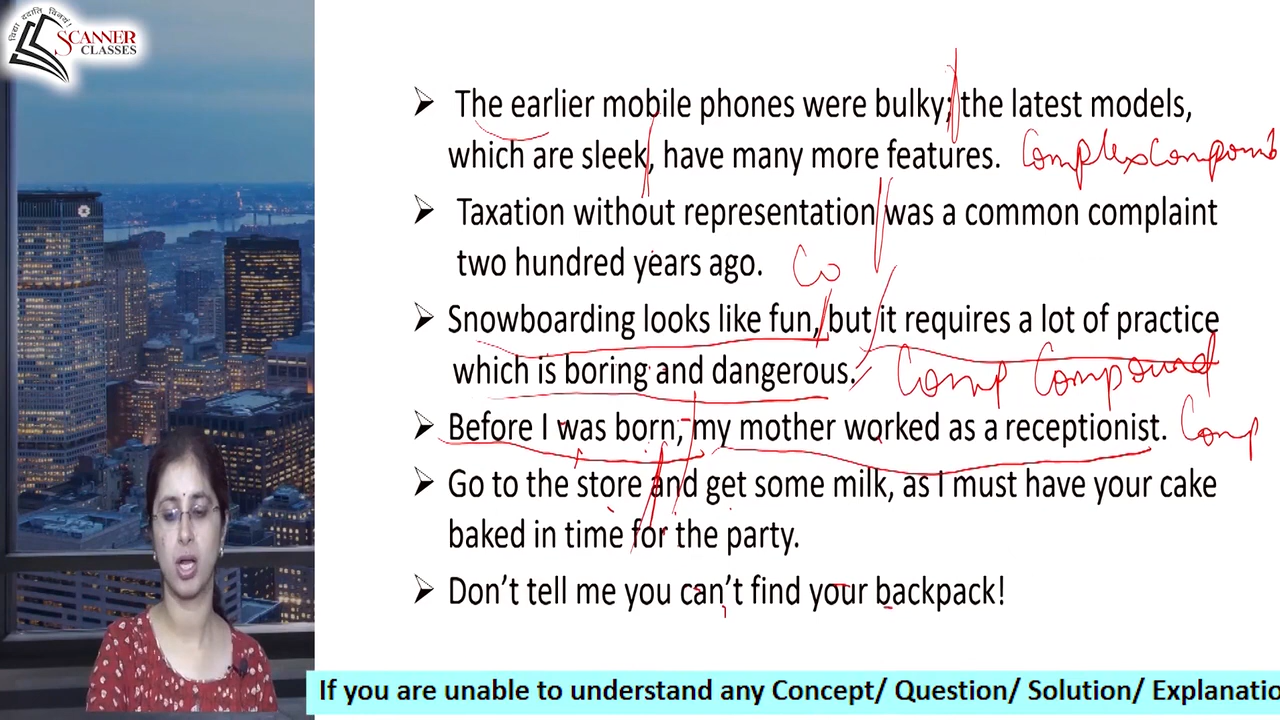 विद्या ददाति विनयं!
SCANNER
CLASSES
➢ The earlier mobile phones were bulky; the latest models,
which are sleek, have many more features. Complex Compound
➢ Taxation without representation was a common complaint
two hundred years ago. Co
➢ Snowboarding looks like fun, but it requires a lot of practice
which is boring and dangerous. Comp Compound
➢ Before I was born, my mother worked as a receptionist. Comp
➢ Go to the store and get some milk, as I must have your cake
baked in time for the party.
➢ Don't tell me you can't find your backpack!
If you are unable to understand any Concept/ Question/ Solution/ Explanatio